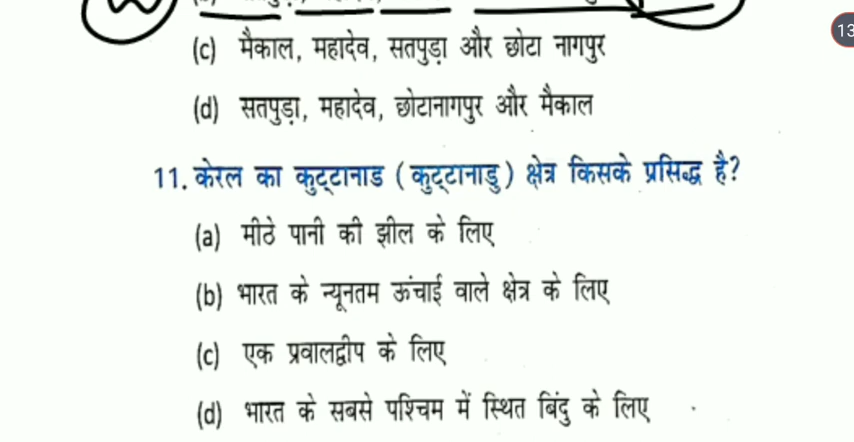 13
(c) मैकाल, महादेव, सतपुड़ा और छोटा नागपुर
(d) सतपुड़ा, महादेव, छोटानागपुर और मैकाल
11. केरल का कुट्टानाड (कुट्टानाडु) क्षेत्र किसके प्रसिद्ध है?
(a) मीठे पानी की झील के लिए
(b) भारत के न्यूनतम ऊंचाई वाले क्षेत्र के लिए
(c) एक प्रवालद्वीप के लिए
(d) भारत के सबसे पश्चिम में स्थित बिंदु के लिए